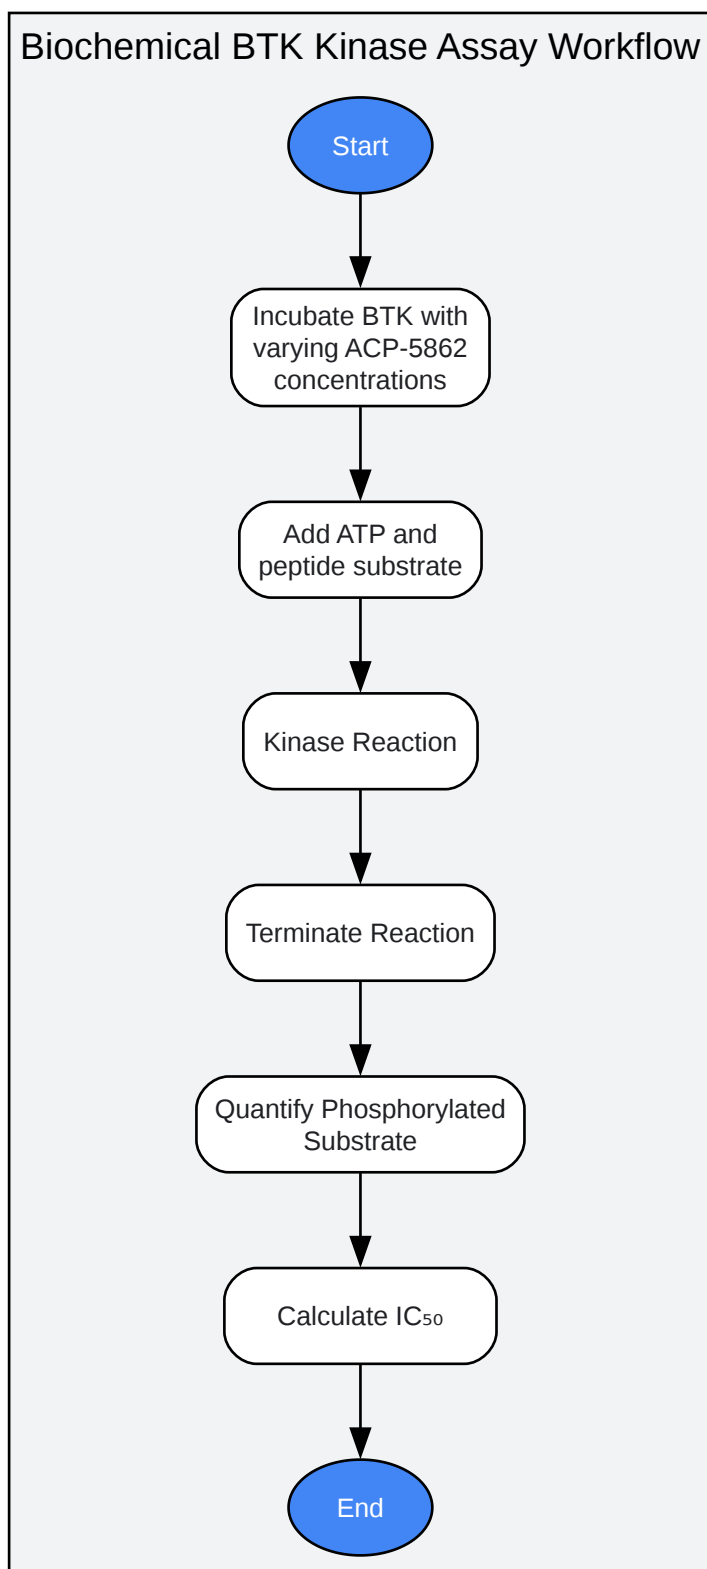 Biochemical BTK Kinase Assay Workflow
Start
Incubate BTK with
varying ACP-5862
concentrations
Add ATP and
peptide substrate
Kinase Reaction
Terminate Reaction
Quantify Phosphorylated
Substrate
Calculate IC₅₀
End